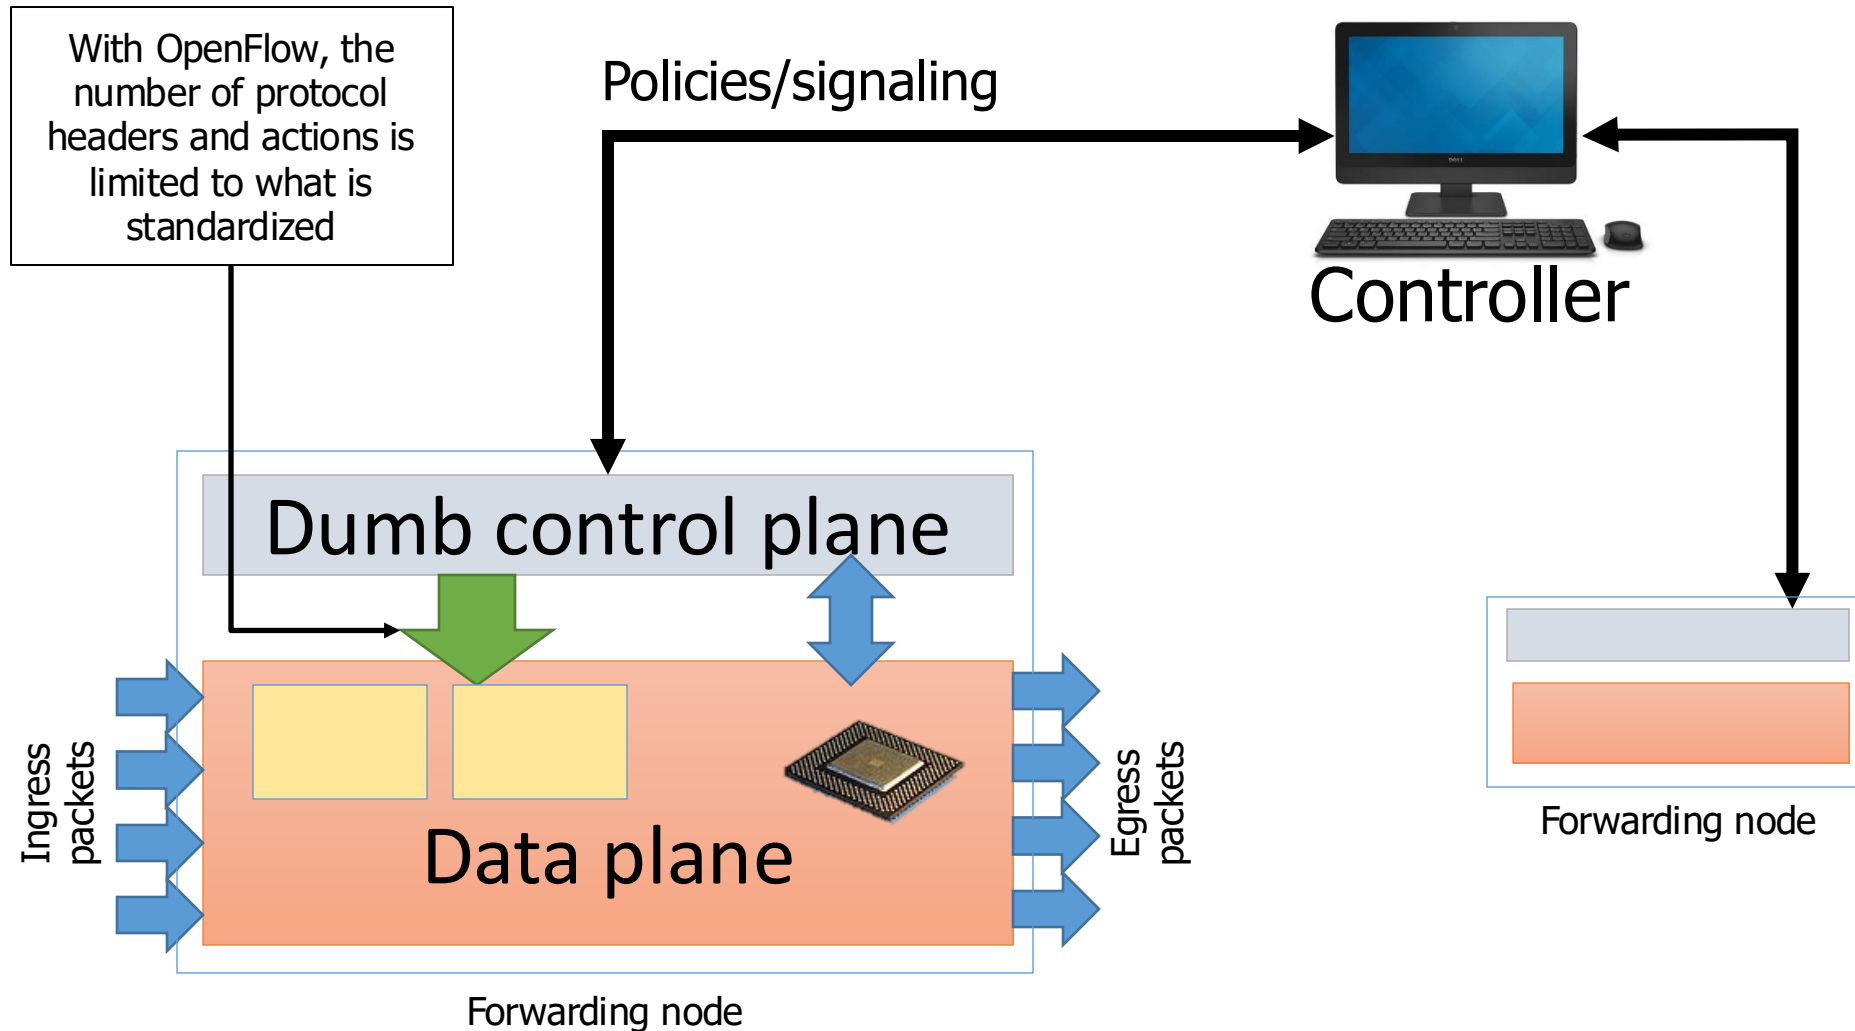 With OpenFlow, the
number of protocol
headers and actions is
limited to what is
standardized
Policies/signaling
DELL
Controller
Dumb control plane
Ingress
packets
Data plane
Egress
packets
Forwarding node
Forwarding node